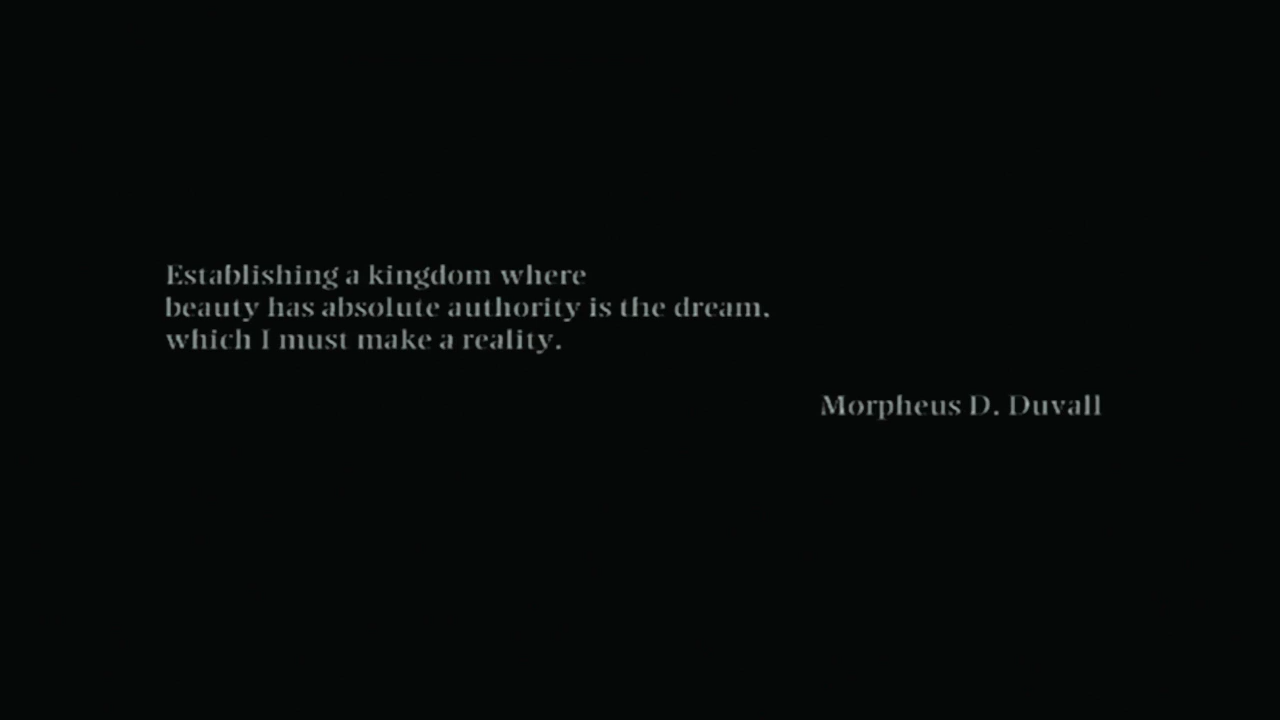 Establishing a kingdom where
beauty has absolute authority is the dream,
which I must make a reality.
Morpheus D. Duvall